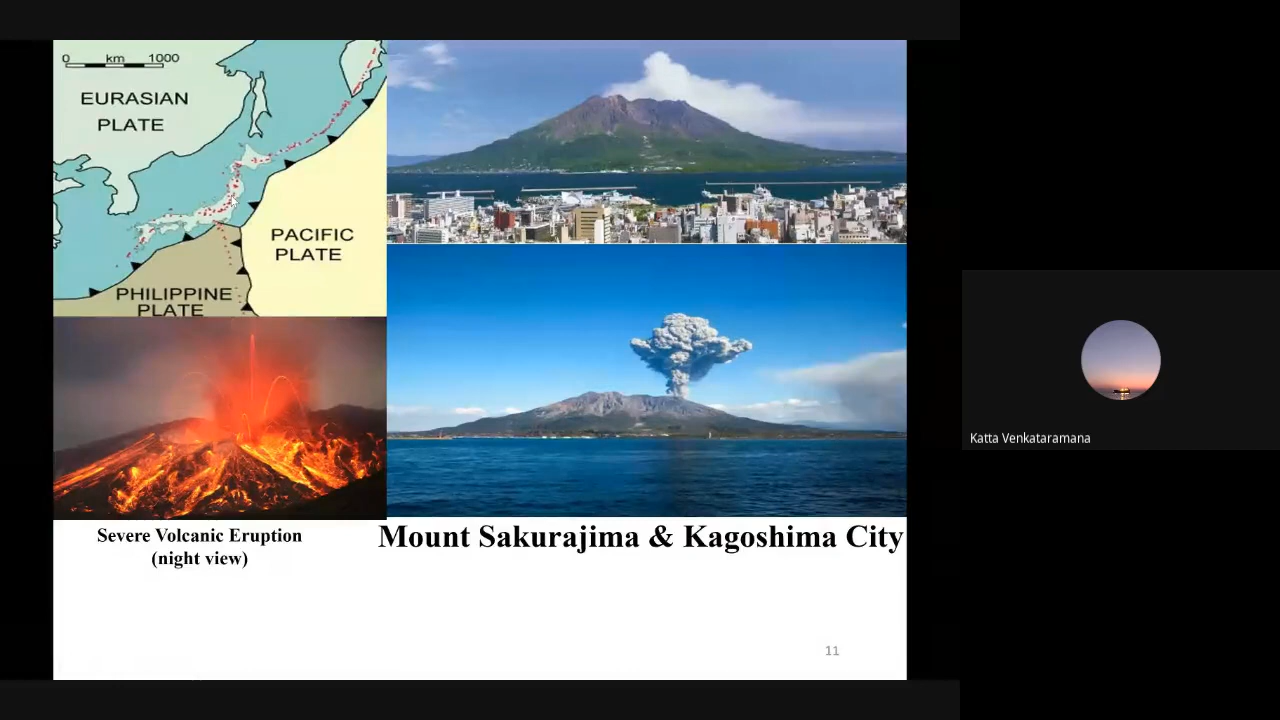 0 km 1000
EURASIAN
PLATE
PACIFIC
PLATE
PHILIPPINE
PLATE
Severe Volcanic Eruption
(night view)
Mount Sakurajima & Kagoshima City
11
Katta Venkataramana